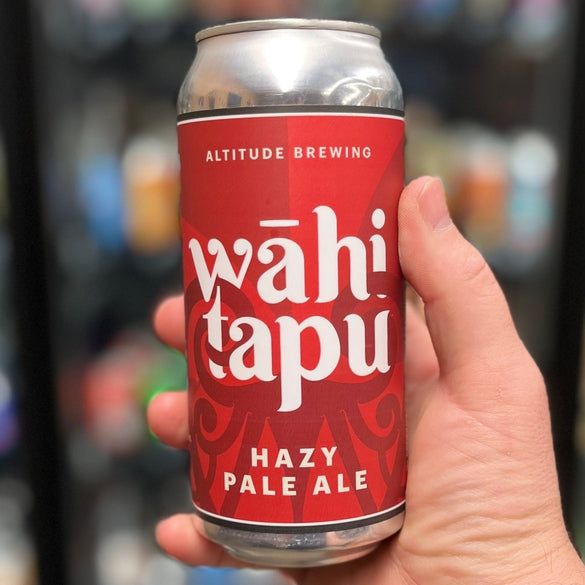 ALTITUDE BREWING
wāhi
tapu
HAZY
PALE ALE